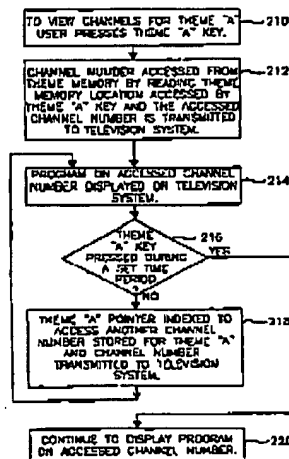 TO VIEW CHANNELS FOR THEME "A"
USER PRESSES THEME "A" KEY.
210
CHANNEL NUMBER ACCESSED FROM
THEME MEMORY BY READING THEME
MEMORY LOCATION ACCESSED BY
THEME "A" KEY AND THE ACCESSED
CHANNEL NUMBER IS TRANSMITTED
TO TELEVISION SYSTEM.
212
PROGRAM ON ACCESSED CHANNEL
NUMBER DISPLAYED ON TELEVISION
SYSTEM.
214
THEME
"A" KEY
PRESSED DURING
A SET TIME
PERIOD
?
216
YES
NO
THEME "A" POINTER INDEXED TO
ACCESS ANOTHER CHANNEL
NUMBER STORED FOR THEME "A"
AND CHANNEL NUMBER
TRANSMITTED TO TELEVISION
SYSTEM.
218
CONTINUE TO DISPLAY PROGRAM
ON ACCESSED CHANNEL NUMBER.
220